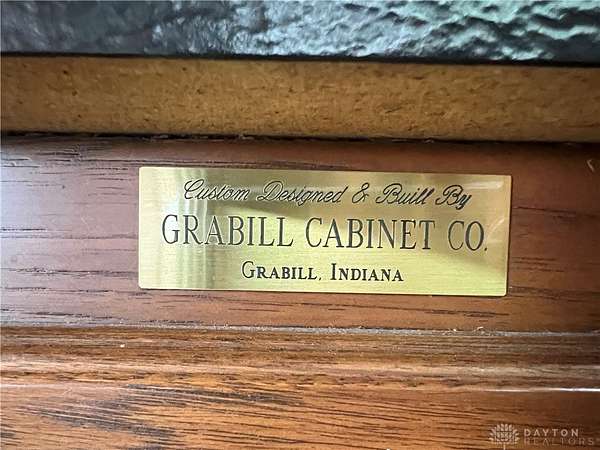 Custom Designed & Built By
GRABILL CABINET CO.
GRABILL, INDIANA
DAYTON
REALTORS